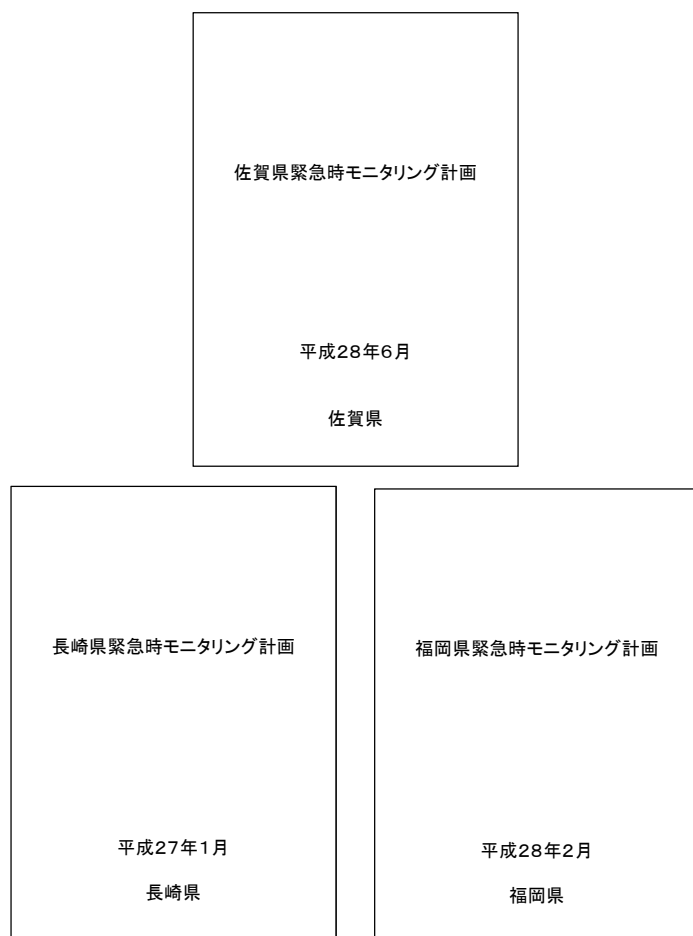 佐賀県緊急時モニタリング計画
平成28年6月
佐賀県
長崎県緊急時モニタリング計画
平成27年1月
長崎県
福岡県緊急時モニタリング計画
平成28年2月
福岡県